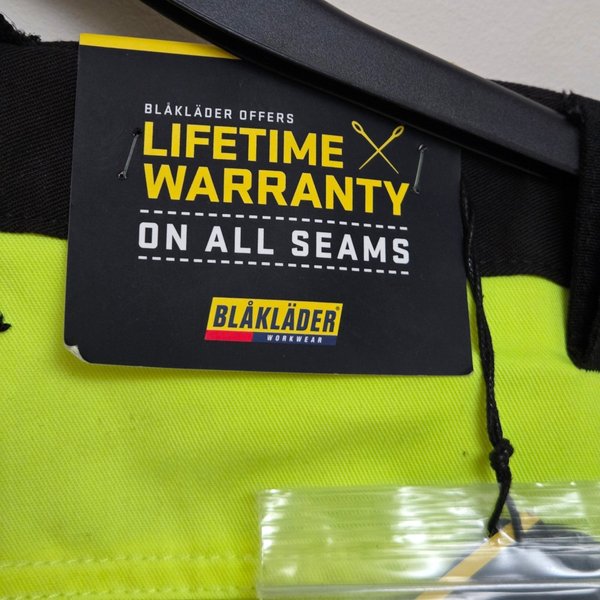 BLÅKLÄDER OFFERS
LIFETIME
WARRANTY
ON ALL SEAMS
BLÅKLÄDER®
WORKWEAR